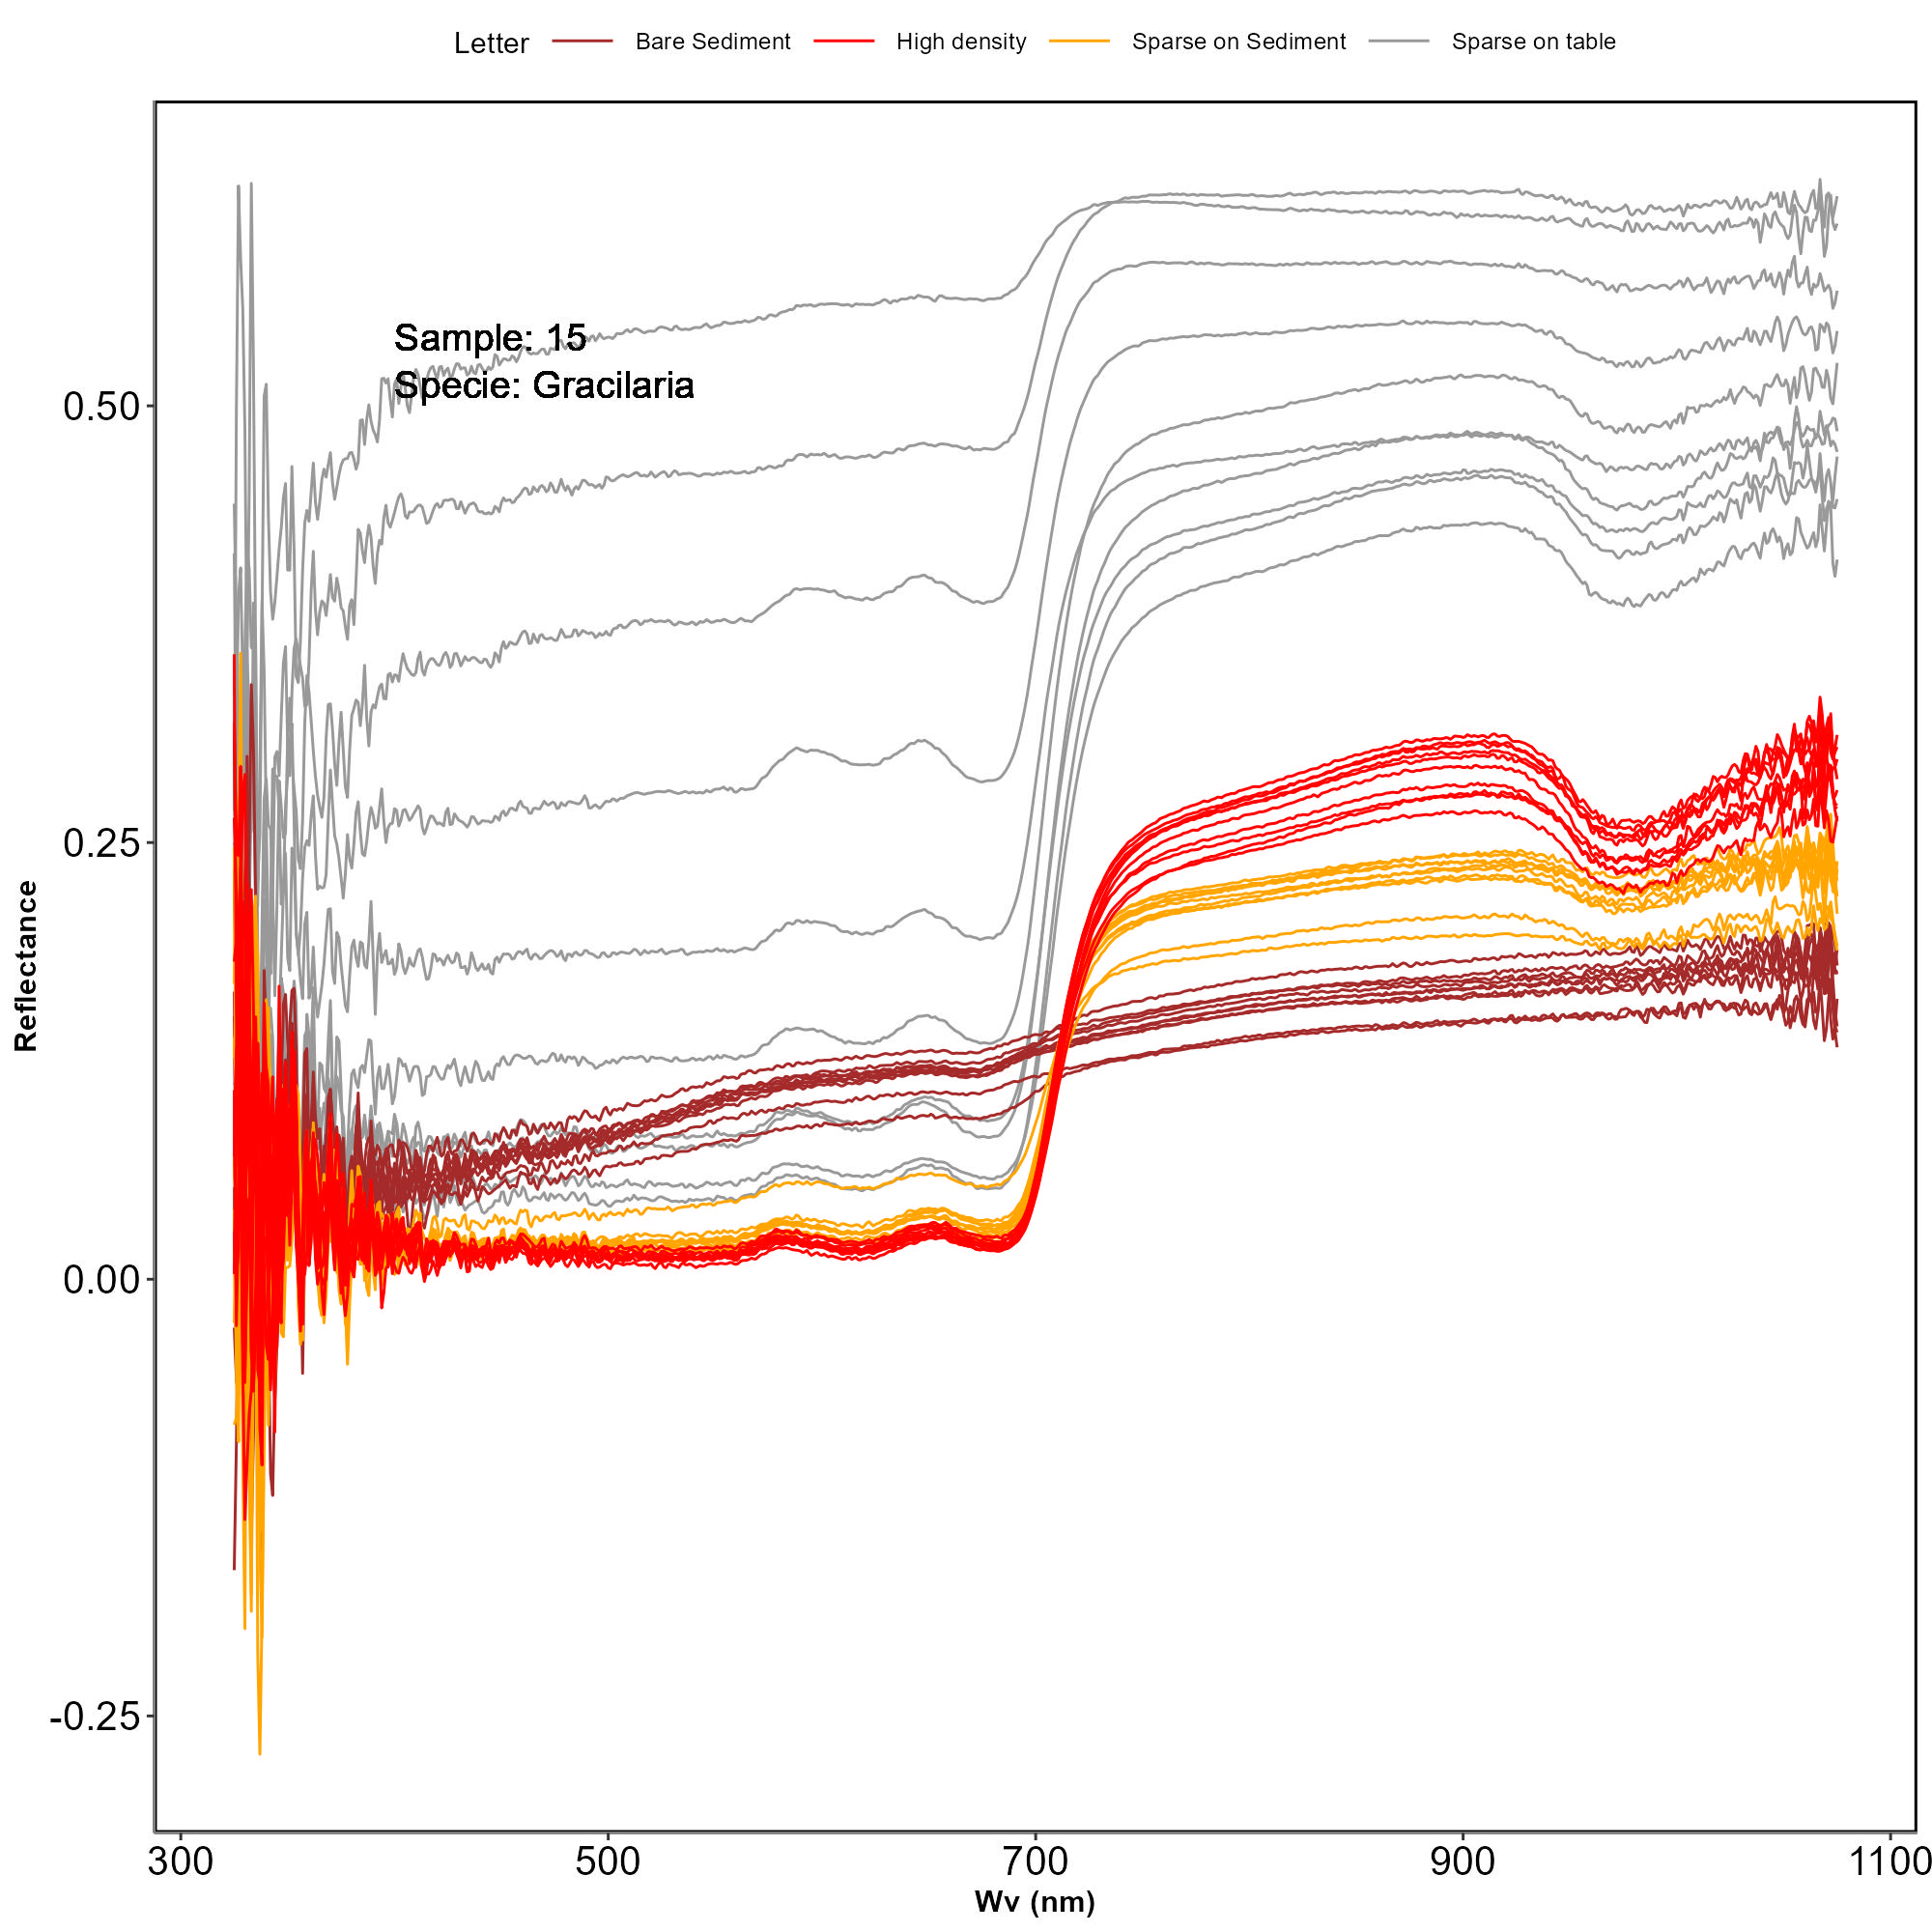 Letter Bare Sediment High density Sparse on Sediment Sparse on table
Sample: 15
Specie: Gracilaria
0.50
0.25
0.00
-0.25
Reflectance
300 500 700 900 1100
Wv (nm)